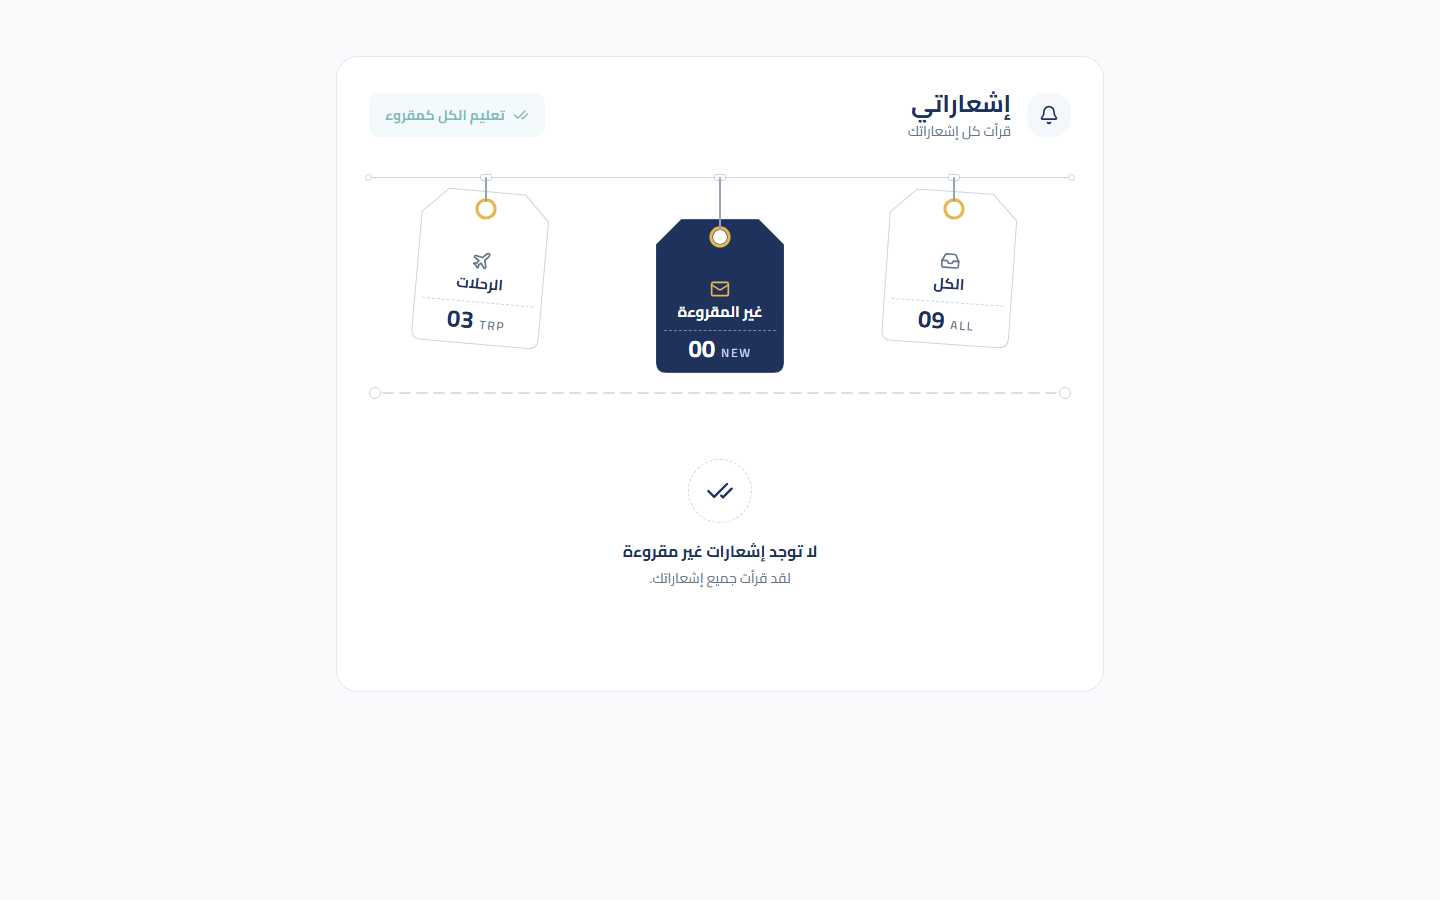 إشعاراتي
قرأت كل إشعاراتك
تعليم الكل كمقروء
الكل
ALL 09
غير المقروءة
NEW 00
الرحلات
TRP 03
لا توجد إشعارات غير مقروءة
لقد قرأت جميع إشعاراتك.